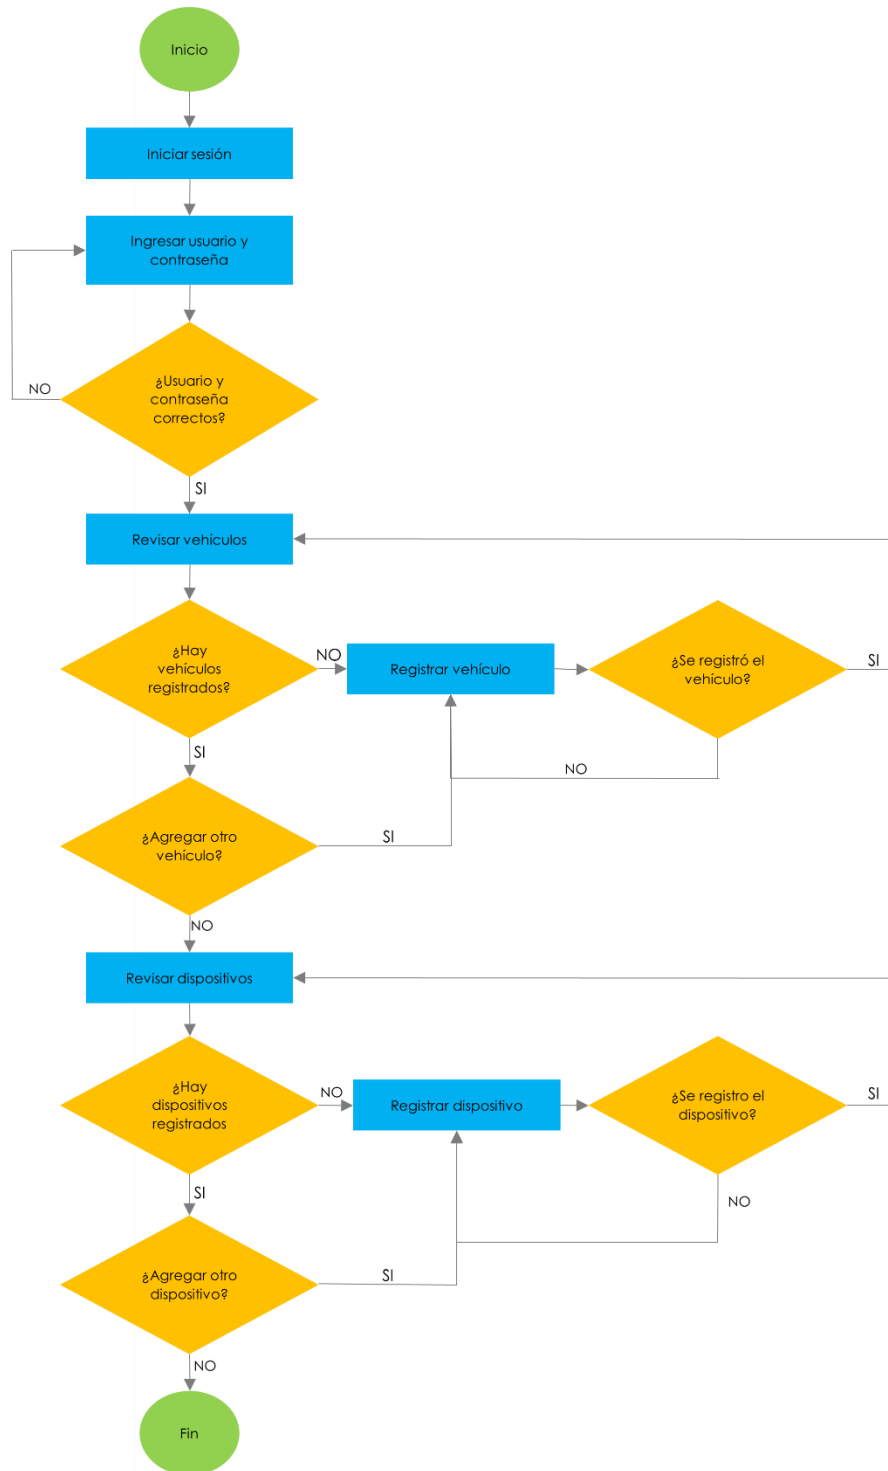 Inicio
Iniciar sesión
Ingresar usuario y
contraseña
¿Usuario y
contraseña
correctos?
NO
SI
Revisar vehículos
¿Hay
vehículos
registrados?
NO
Registrar vehículo
¿Se registró el
vehículo?
SI
SI
NO
¿Agregar otro
vehículo?
SI
NO
Revisar dispositivos
¿Hay
dispositivos
registrados
NO
Registrar dispositivo
¿Se registro el
dispositivo?
SI
SI
NO
¿Agregar otro
dispositivo?
SI
NO
Fin